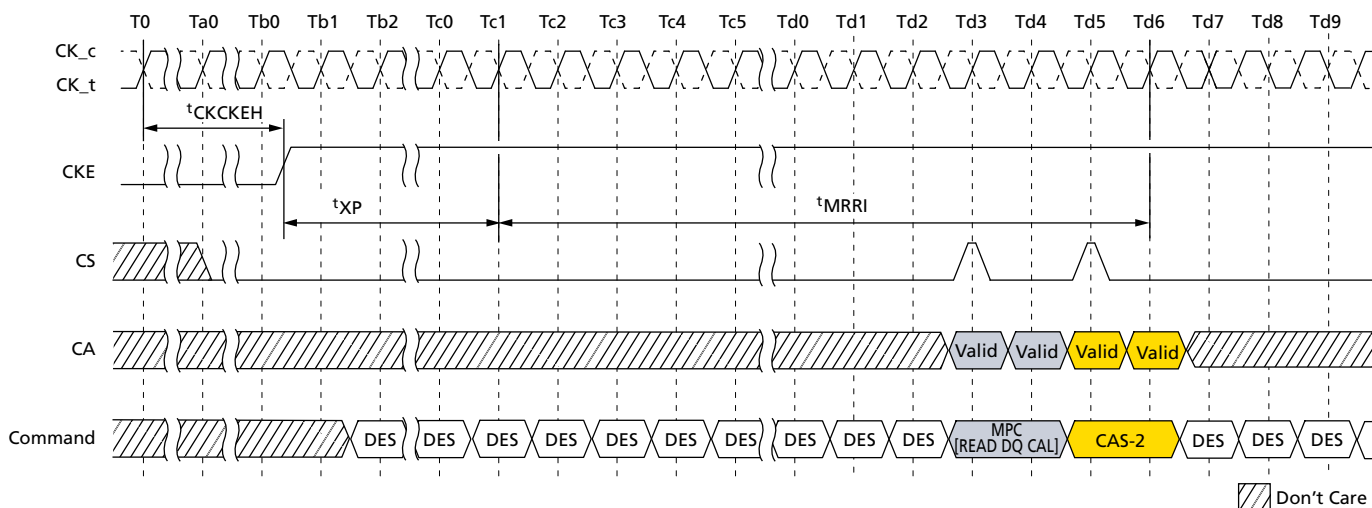 T0 Ta0 Tb0 Tb1 Tb2 Tc0 Tc1 Tc2 Tc3 Tc4 Tc5 Td0 Td1 Td2 Td3 Td4 Td5 Td6 Td7 Td8 Td9
CK_c
CK_t
tCKCKEH
CKE
tXP tMRRI
CS
CA Valid Valid Valid Valid
Command DES DES DES DES DES DES DES DES DES DES MPC [READ DQ CAL] CAS-2 DES DES DES
Don't Care